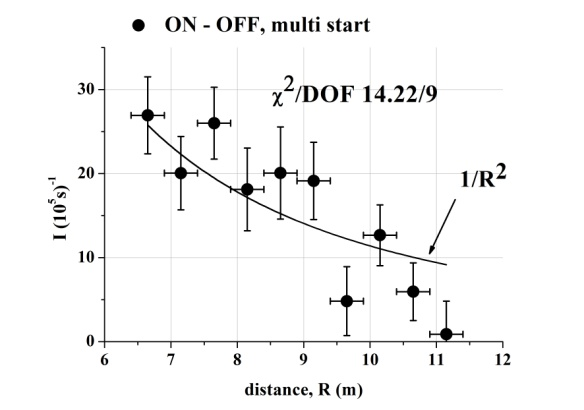 ON - OFF, multi start
χ²/DOF 14.22/9
1/R²
I (10⁵s)⁻¹
30
20
10
0
6 7 8 9 10 11 12
distance, R (m)